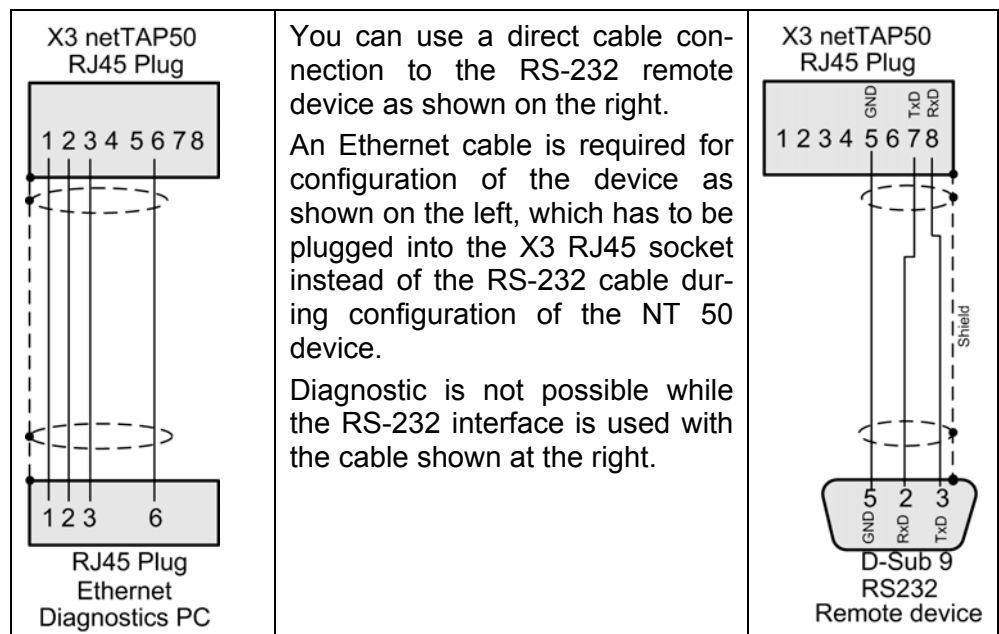 X3 netTAP50
RJ45 Plug
1 2 3 4 5 6 7 8
1 2 3 6
RJ45 Plug
Ethernet
Diagnostics PC
You can use a direct cable con-
nection to the RS-232 remote
device as shown on the right.
An Ethernet cable is required for
configuration of the device as
shown on the left, which has to be
plugged into the X3 RJ45 socket
instead of the RS-232 cable dur-
ing configuration of the NT 50
device.
Diagnostic is not possible while
the RS-232 interface is used with
the cable shown at the right.
X3 netTAP50
RJ45 Plug
GND TxD RxD
1 2 3 4 5 6 7 8
Shield
5 2 3
GND RxD TxD
D-Sub 9
RS232
Remote device